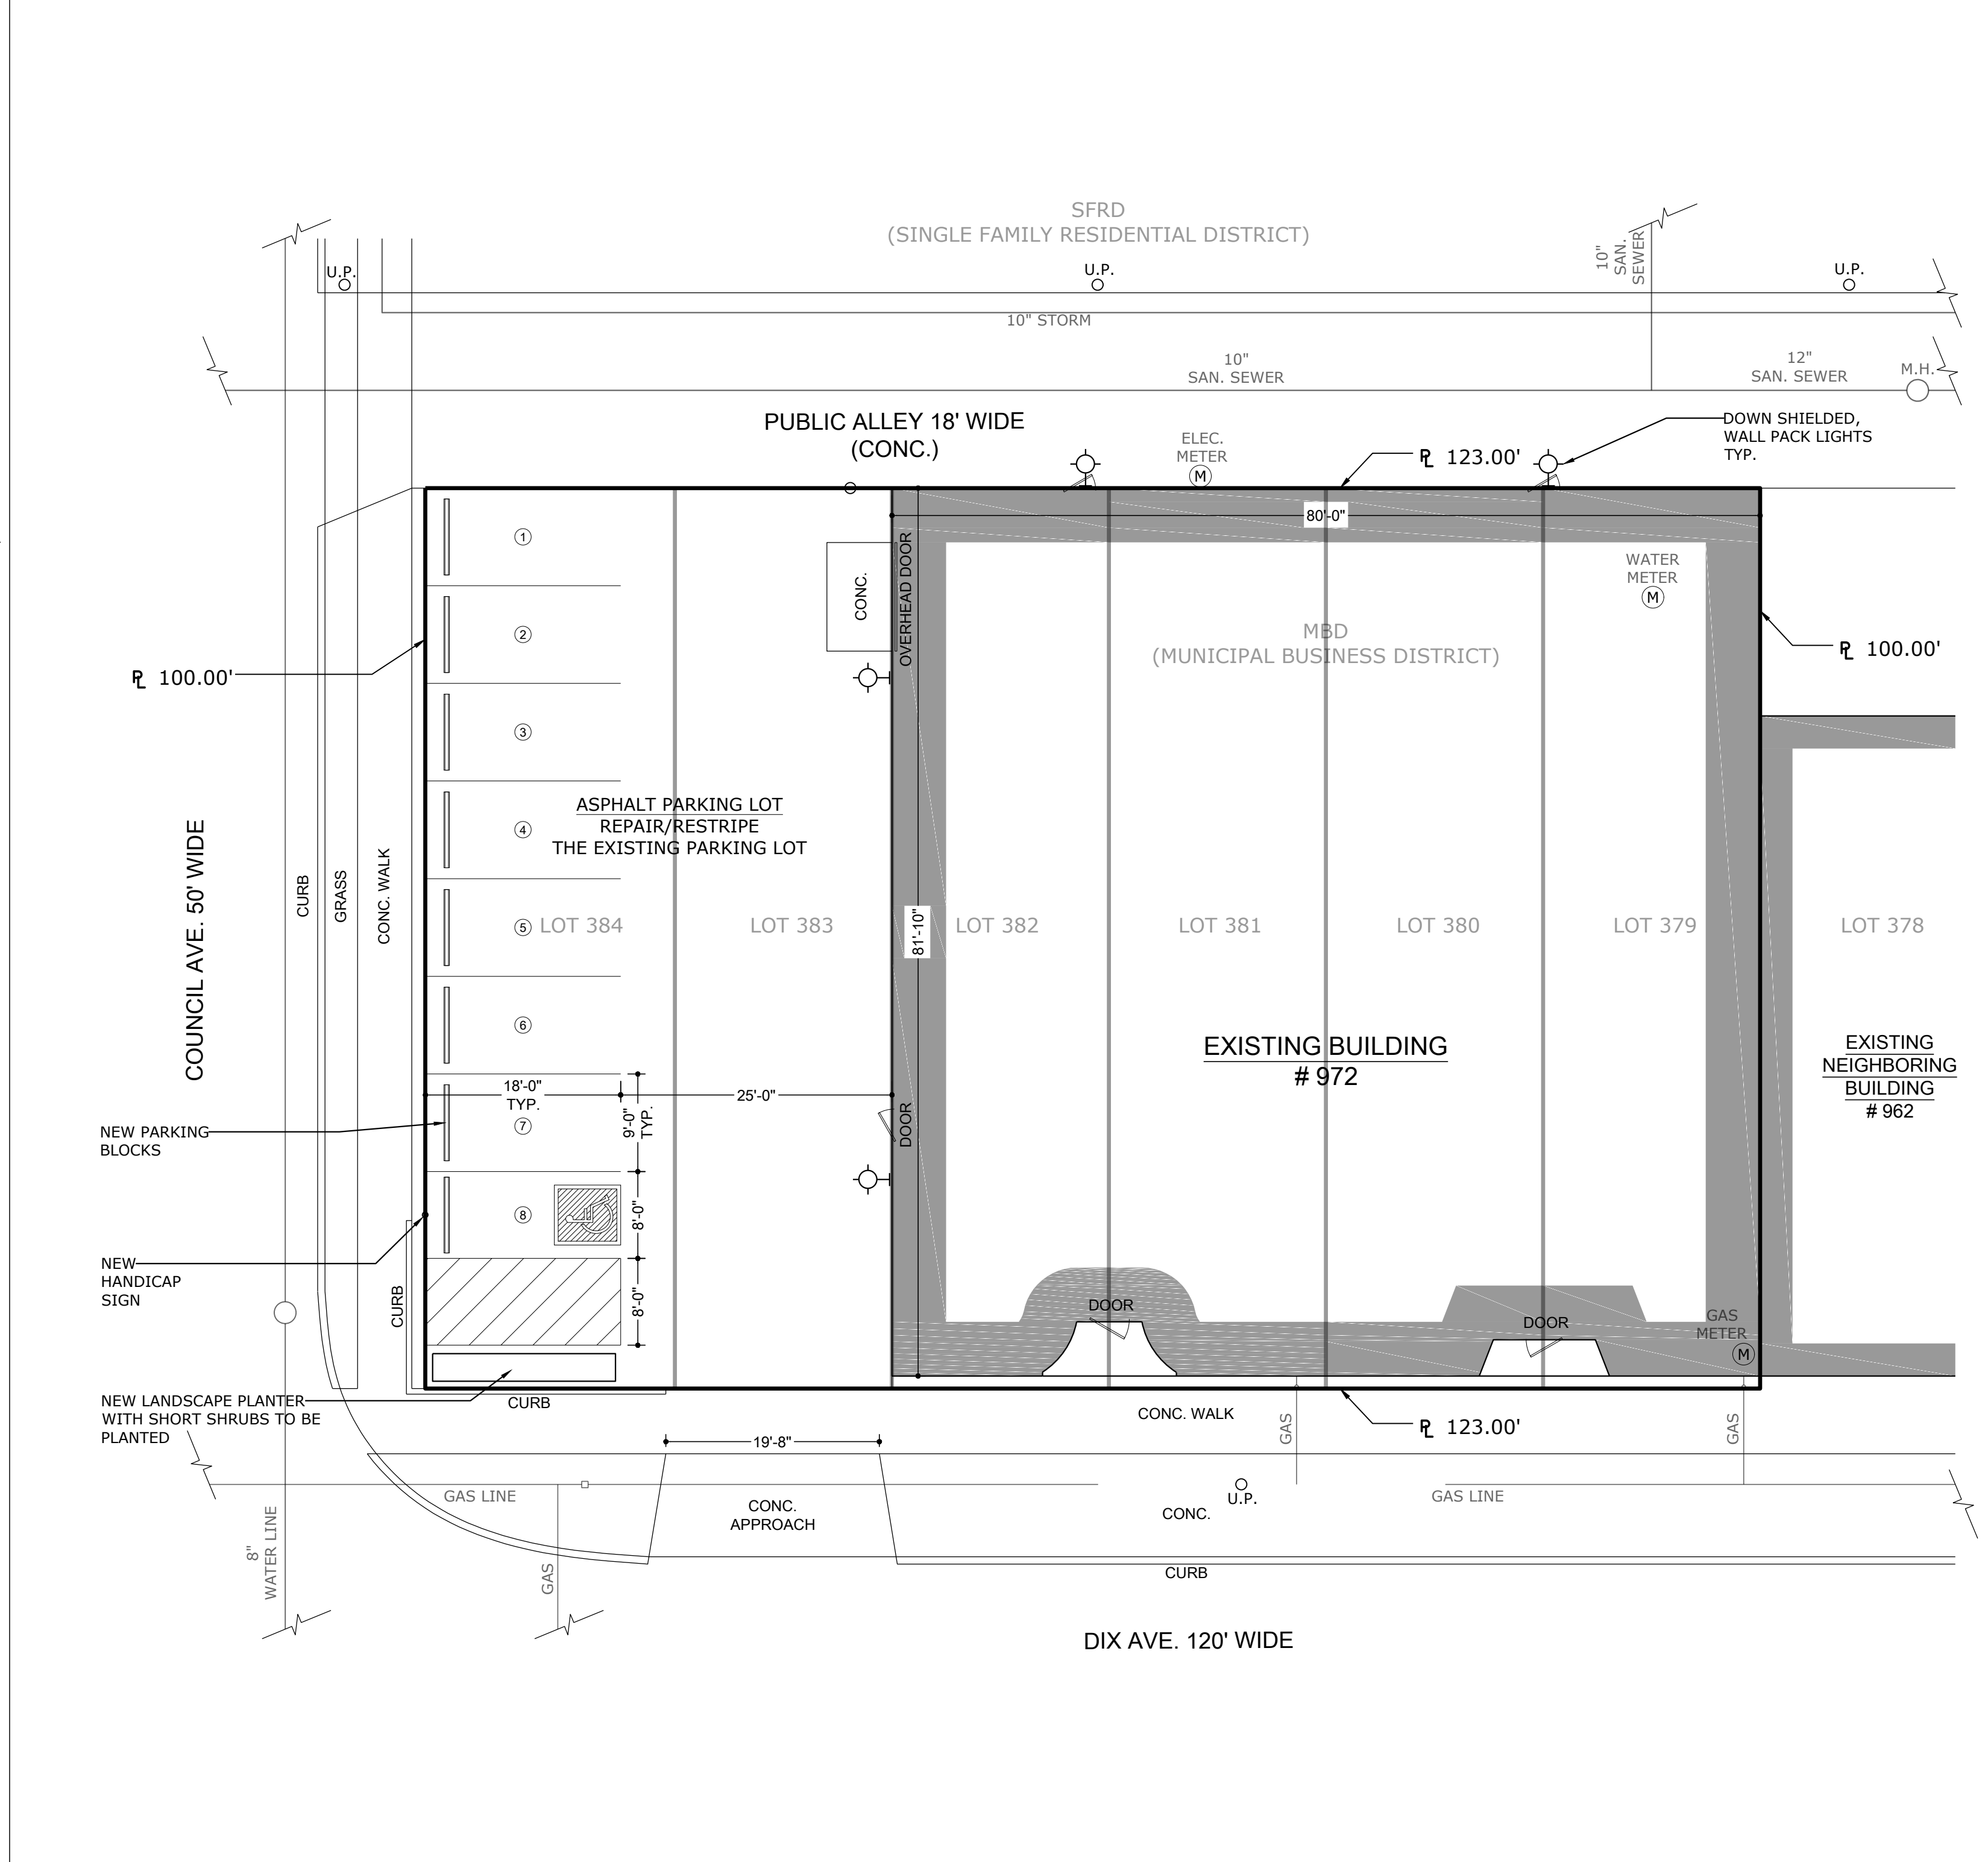 SFRD
(SINGLE FAMILY RESIDENTIAL DISTRICT)
10"
SAN.
SEWER
U.P.
U.P.
U.P.
10" STORM
10"
SAN. SEWER
12"
SAN. SEWER
M.H.
PUBLIC ALLEY 18' WIDE
(CONC.)
ELEC.
METER
M
DOWN SHIELDED,
WALL PACK LIGHTS
TYP.
PL 123.00'
80'-0"
1
2
3
4
5
6
7
8
CONC.
OVERHEAD DOOR
WATER
METER
M
MBD
(MUNICIPAL BUSINESS DISTRICT)
PL 100.00'
PL 100.00'
ASPHALT PARKING LOT
REPAIR/RESTRIPE
THE EXISTING PARKING LOT
COUNCIL AVE. 50' WIDE
CURB
GRASS
CONC. WALK
LOT 384
LOT 383
LOT 382
LOT 381
LOT 380
LOT 379
LOT 378
81'-10"
EXISTING BUILDING
# 972
EXISTING
NEIGHBORING
BUILDING
# 962
18'-0"
TYP.
25'-0"
9'-0"
TYP.
DOOR
NEW PARKING
BLOCKS
8'-0"
8'-0"
NEW
HANDICAP
SIGN
CURB
DOOR
DOOR
GAS
METER
M
NEW LANDSCAPE PLANTER
WITH SHORT SHRUBS TO BE
PLANTED
CURB
CONC. WALK
GAS
PL 123.00'
GAS
19'-8"
GAS LINE
CONC.
APPROACH
CONC.
U.P.
GAS LINE
8"
WATER LINE
GAS
CURB
DIX AVE. 120' WIDE